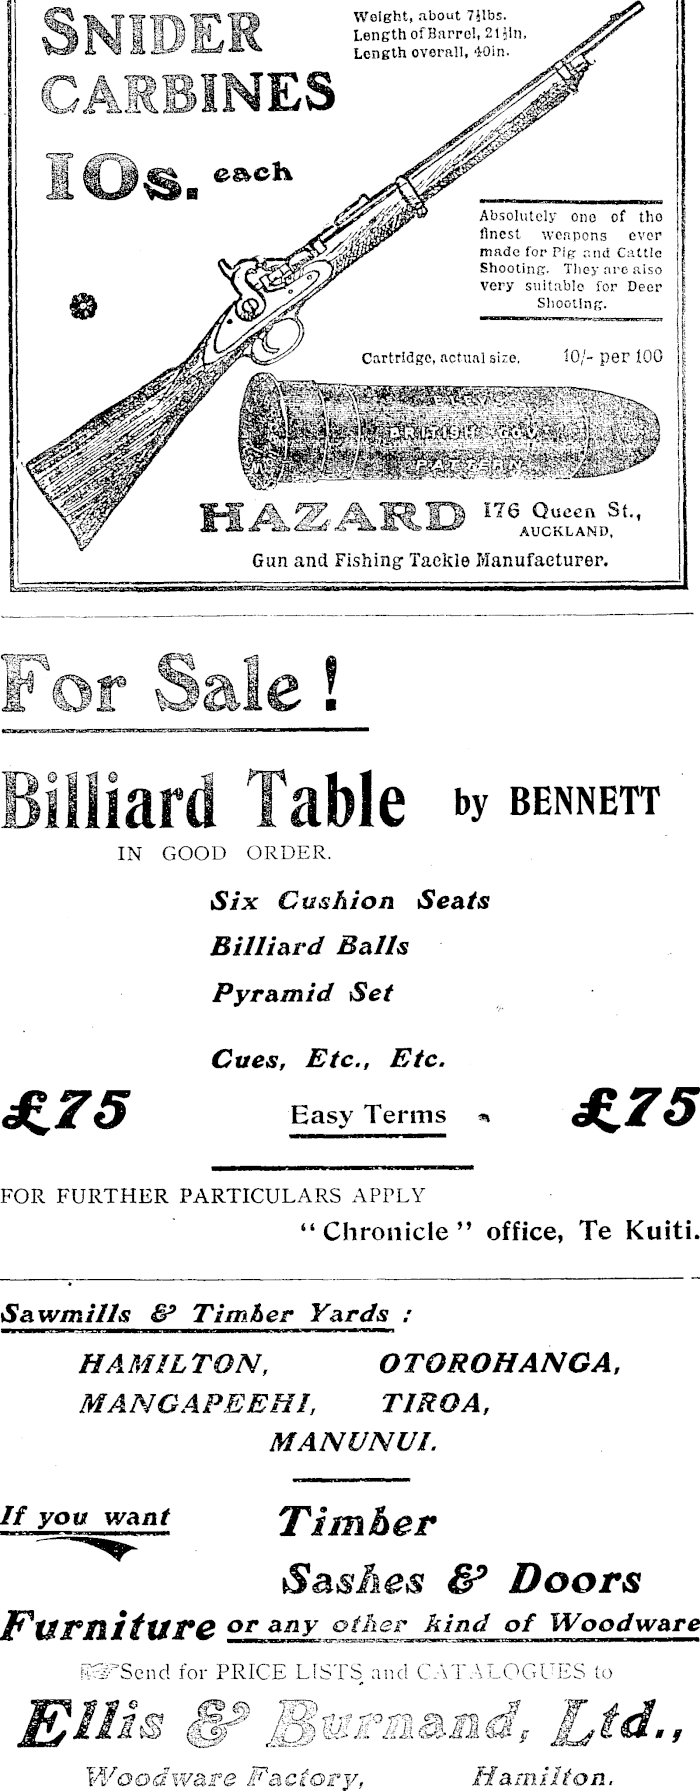 SNIDER
CARBINES
10s. each
Weight, about 7½lbs.
Length of Barrel, 21½in.
Length overall, 40in.
Absolutely one of the
finest weapons ever
made for Pig and Cattle
Shooting. They are also
very suitable for Deer
Shooting.
Cartridge, actual size. 10/- per 100
BRITISH GOV
PATTERN
HAZARD 176 Queen St.,
AUCKLAND,
Gun and Fishing Tackle Manufacturer.
For Sale!
Billiard Table by BENNETT
IN GOOD ORDER.
Six Cushion Seats
Billiard Balls
Pyramid Set
Cues, Etc., Etc.
£75 Easy Terms £75
FOR FURTHER PARTICULARS APPLY
"Chronicle" office, Te Kuiti.
Sawmills & Timber Yards :
HAMILTON, OTOROHANGA,
MANGAPEEHI, TIROA,
MANUNUI.
If you want Timber
Sashes & Doors
Furniture or any other kind of Woodware
☞Send for PRICE LISTS and CATALOGUES to
Ellis & Burnand, Ltd.,
Woodware Factory, Hamilton.